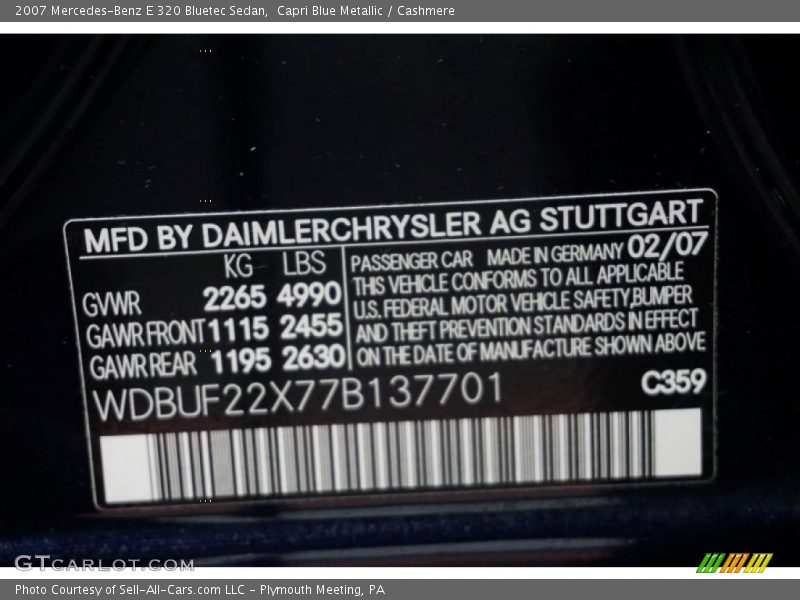 2007 Mercedes-Benz E 320 Bluetec Sedan,  Capri Blue Metallic / Cashmere
MFD BY DAIMLERCHRYSLER AG STUTTGART
KG LBS
GVWR 2265 4990
GAWR FRONT 1115 2455
GAWR REAR 1195 2630
PASSENGER CAR MADE IN GERMANY 02/07
THIS VEHICLE CONFORMS TO ALL APPLICABLE
U.S. FEDERAL MOTOR VEHICLE SAFETY,BUMPER
AND THEFT PREVENTION STANDARDS IN EFFECT
ON THE DATE OF MANUFACTURE SHOWN ABOVE
WDBUF22X77B137701 C359
GTCARLOT.COM
Photo Courtesy of Sell-All-Cars.com LLC - Plymouth Meeting, PA